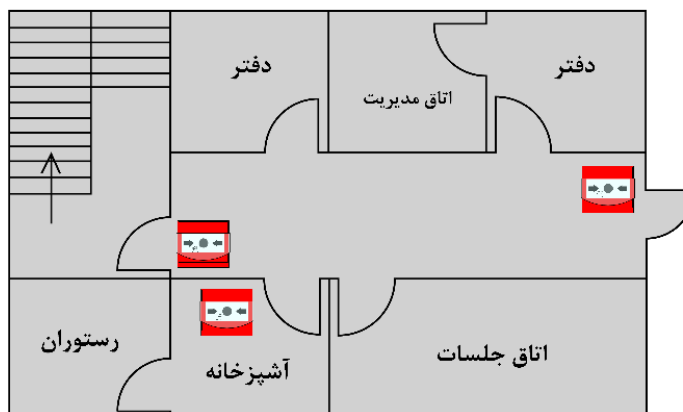 دفتر
دفتر
اتاق مدیریت
رستوران
آشپزخانه
اتاق جلسات